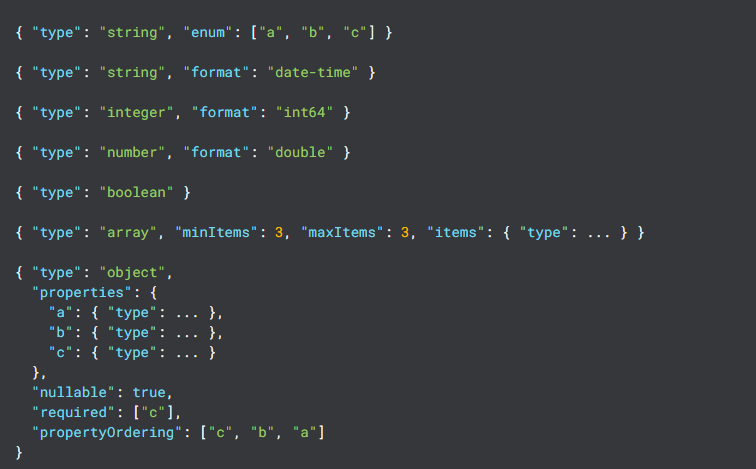 { "type": "string", "enum": ["a", "b", "c"] }
{ "type": "string", "format": "date-time" }
{ "type": "integer", "format": "int64" }
{ "type": "number", "format": "double" }
{ "type": "boolean" }
{ "type": "array", "minItems": 3, "maxItems": 3, "items": { "type": ... } }
{ "type": "object",
  "properties": {
    "a": { "type": ... },
    "b": { "type": ... },
    "c": { "type": ... }
  },
  "nullable": true,
  "required": ["c"],
  "propertyOrdering": ["c", "b", "a"]
}